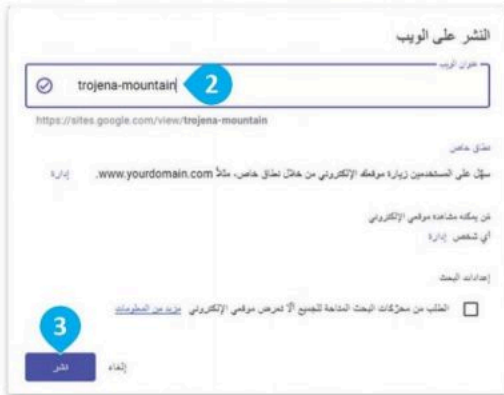 النشر على الويب
عنوان الويب
trojena-mountain
2
https://sites.google.com/view/trojena-mountain
نطاق خاص
سهّل على المستخدمين زيارة موقعك الإلكتروني من خلال نطاق خاص، مثلاً www.yourdomain.com. إدارة
من يمكنه مشاهدة موقعي الإلكتروني
أي شخص إدارة
إعدادات البحث
الطلب من محرّكات البحث المتاحة للجميع ألا تعرض موقعي الإلكتروني مزيد من المعلومات
3
إلغاء نشر